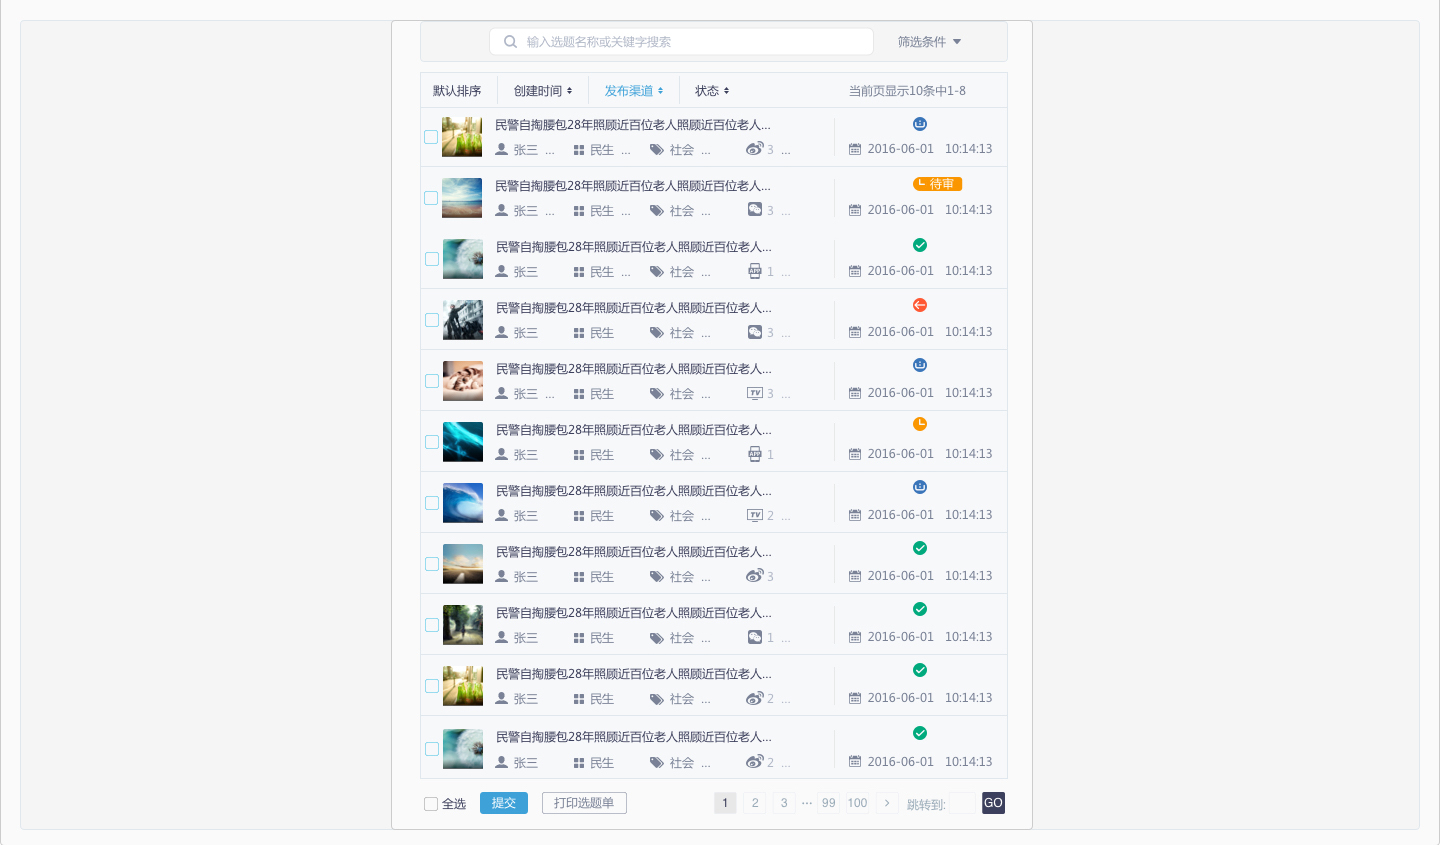 输入选题名称或关键字搜索 筛选条件
默认排序 创建时间 发布渠道 状态 当前页显示10条中1-8
民警自掏腰包28年照顾近百位老人照顾近百位老人...
张三 ... 民生 ... 社会 ... 3 ... 2016-06-01 10:14:13
民警自掏腰包28年照顾近百位老人照顾近百位老人... 待审
张三 ... 民生 ... 社会 ... 3 ... 2016-06-01 10:14:13
民警自掏腰包28年照顾近百位老人照顾近百位老人...
张三 民生 ... 社会 ... APP 1 ... 2016-06-01 10:14:13
民警自掏腰包28年照顾近百位老人照顾近百位老人...
张三 民生 社会 ... 3 ... 2016-06-01 10:14:13
民警自掏腰包28年照顾近百位老人照顾近百位老人...
张三 ... 民生 社会 ... TV 3 ... 2016-06-01 10:14:13
民警自掏腰包28年照顾近百位老人照顾近百位老人...
张三 民生 社会 ... APP 1 2016-06-01 10:14:13
民警自掏腰包28年照顾近百位老人照顾近百位老人...
张三 民生 社会 ... TV 2 ... 2016-06-01 10:14:13
民警自掏腰包28年照顾近百位老人照顾近百位老人...
张三 民生 社会 ... 3 2016-06-01 10:14:13
民警自掏腰包28年照顾近百位老人照顾近百位老人...
张三 民生 社会 ... 1 ... 2016-06-01 10:14:13
民警自掏腰包28年照顾近百位老人照顾近百位老人...
张三 民生 社会 ... 2 ... 2016-06-01 10:14:13
民警自掏腰包28年照顾近百位老人照顾近百位老人...
张三 民生 社会 ... 2 ... 2016-06-01 10:14:13
全选 提交 打印选题单 1 2 3 ··· 99 100 > 跳转到: GO